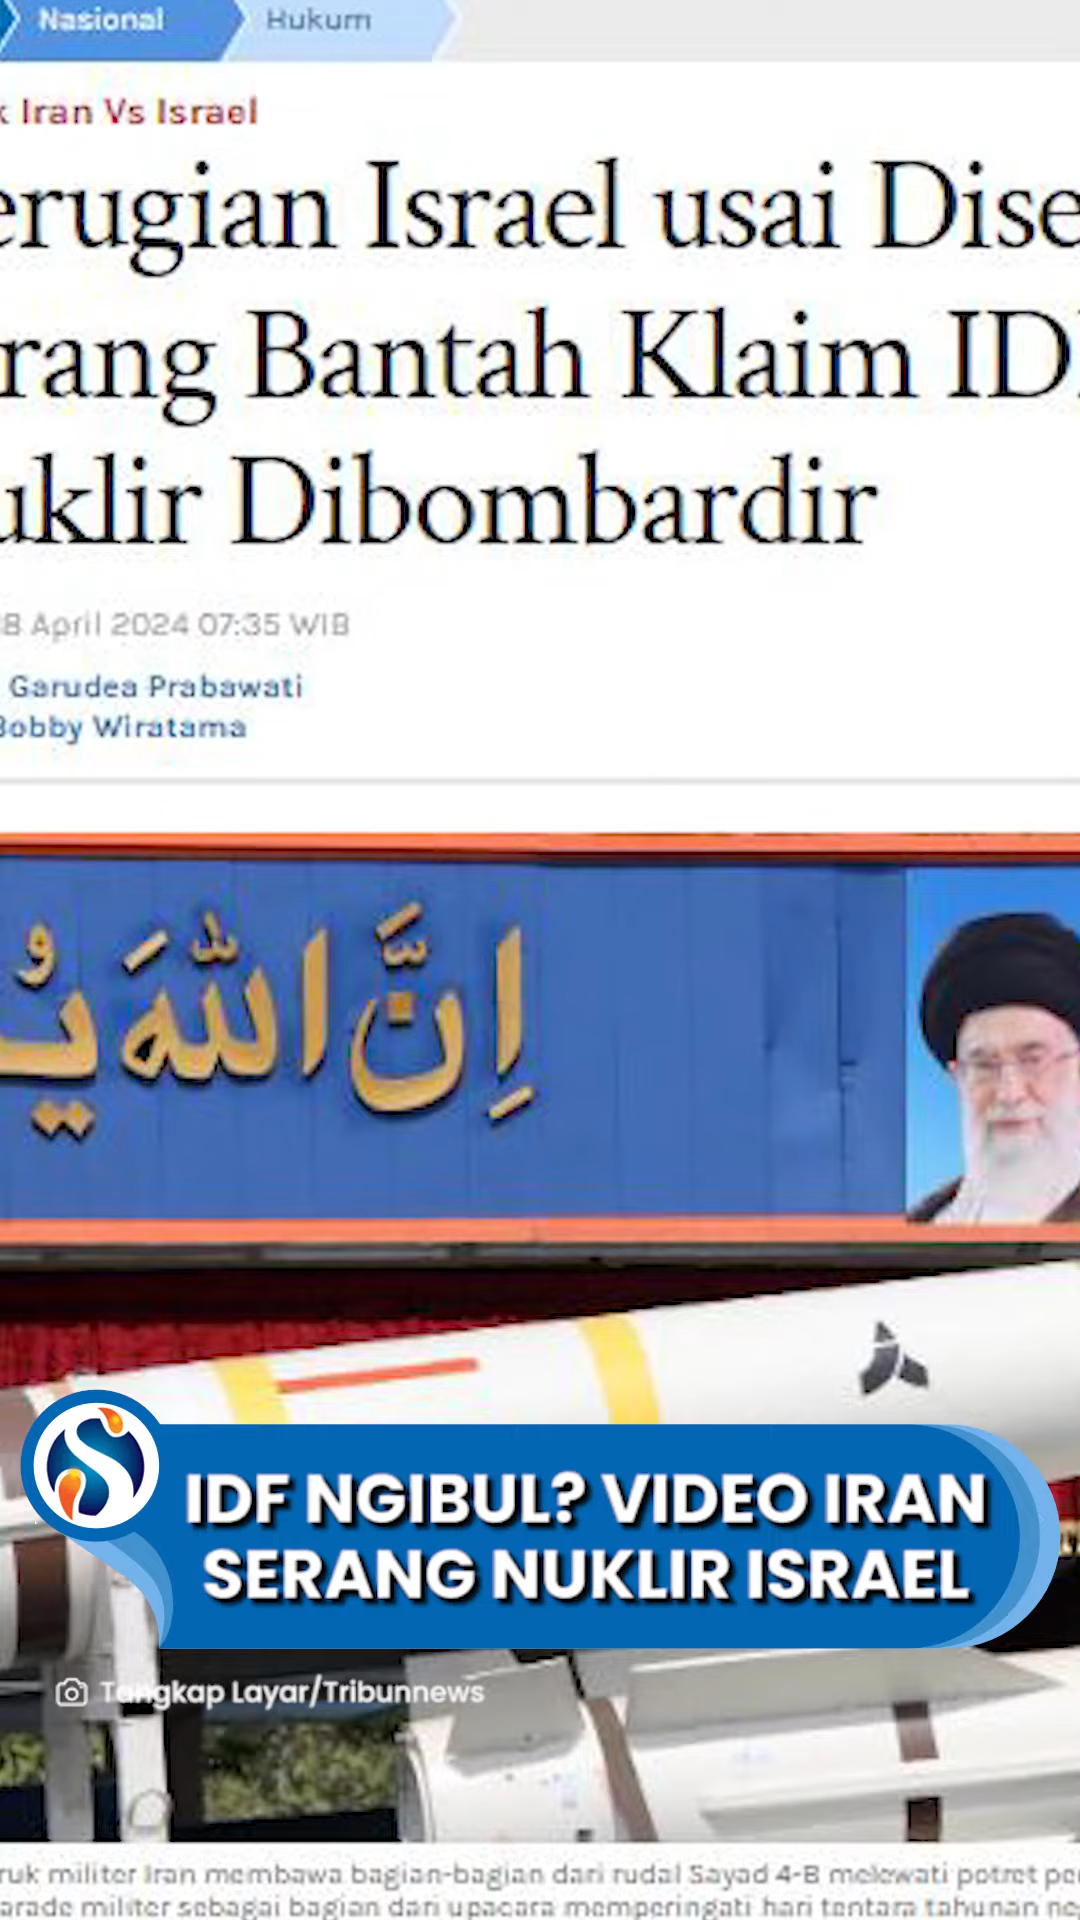 Nasional
Hukum
k Iran Vs Israel
erugian Israel usai Dise
rang Bantah Klaim ID
uklir Dibombardir
18 April 2024 07:35 WIB
Garudea Prabawati
Bobby Wiratama
اِنَّ اللّٰهَ يُ
IDF NGIBUL? VIDEO IRAN
SERANG NUKLIR ISRAEL
Tangkap Layar/Tribunnews
ruk militer Iran membawa bagian-bagian dari rudal Sayad 4-B melewati potret pe
arade militer sebagai bagian dari upacara memperingati hari tentara tahunan ne